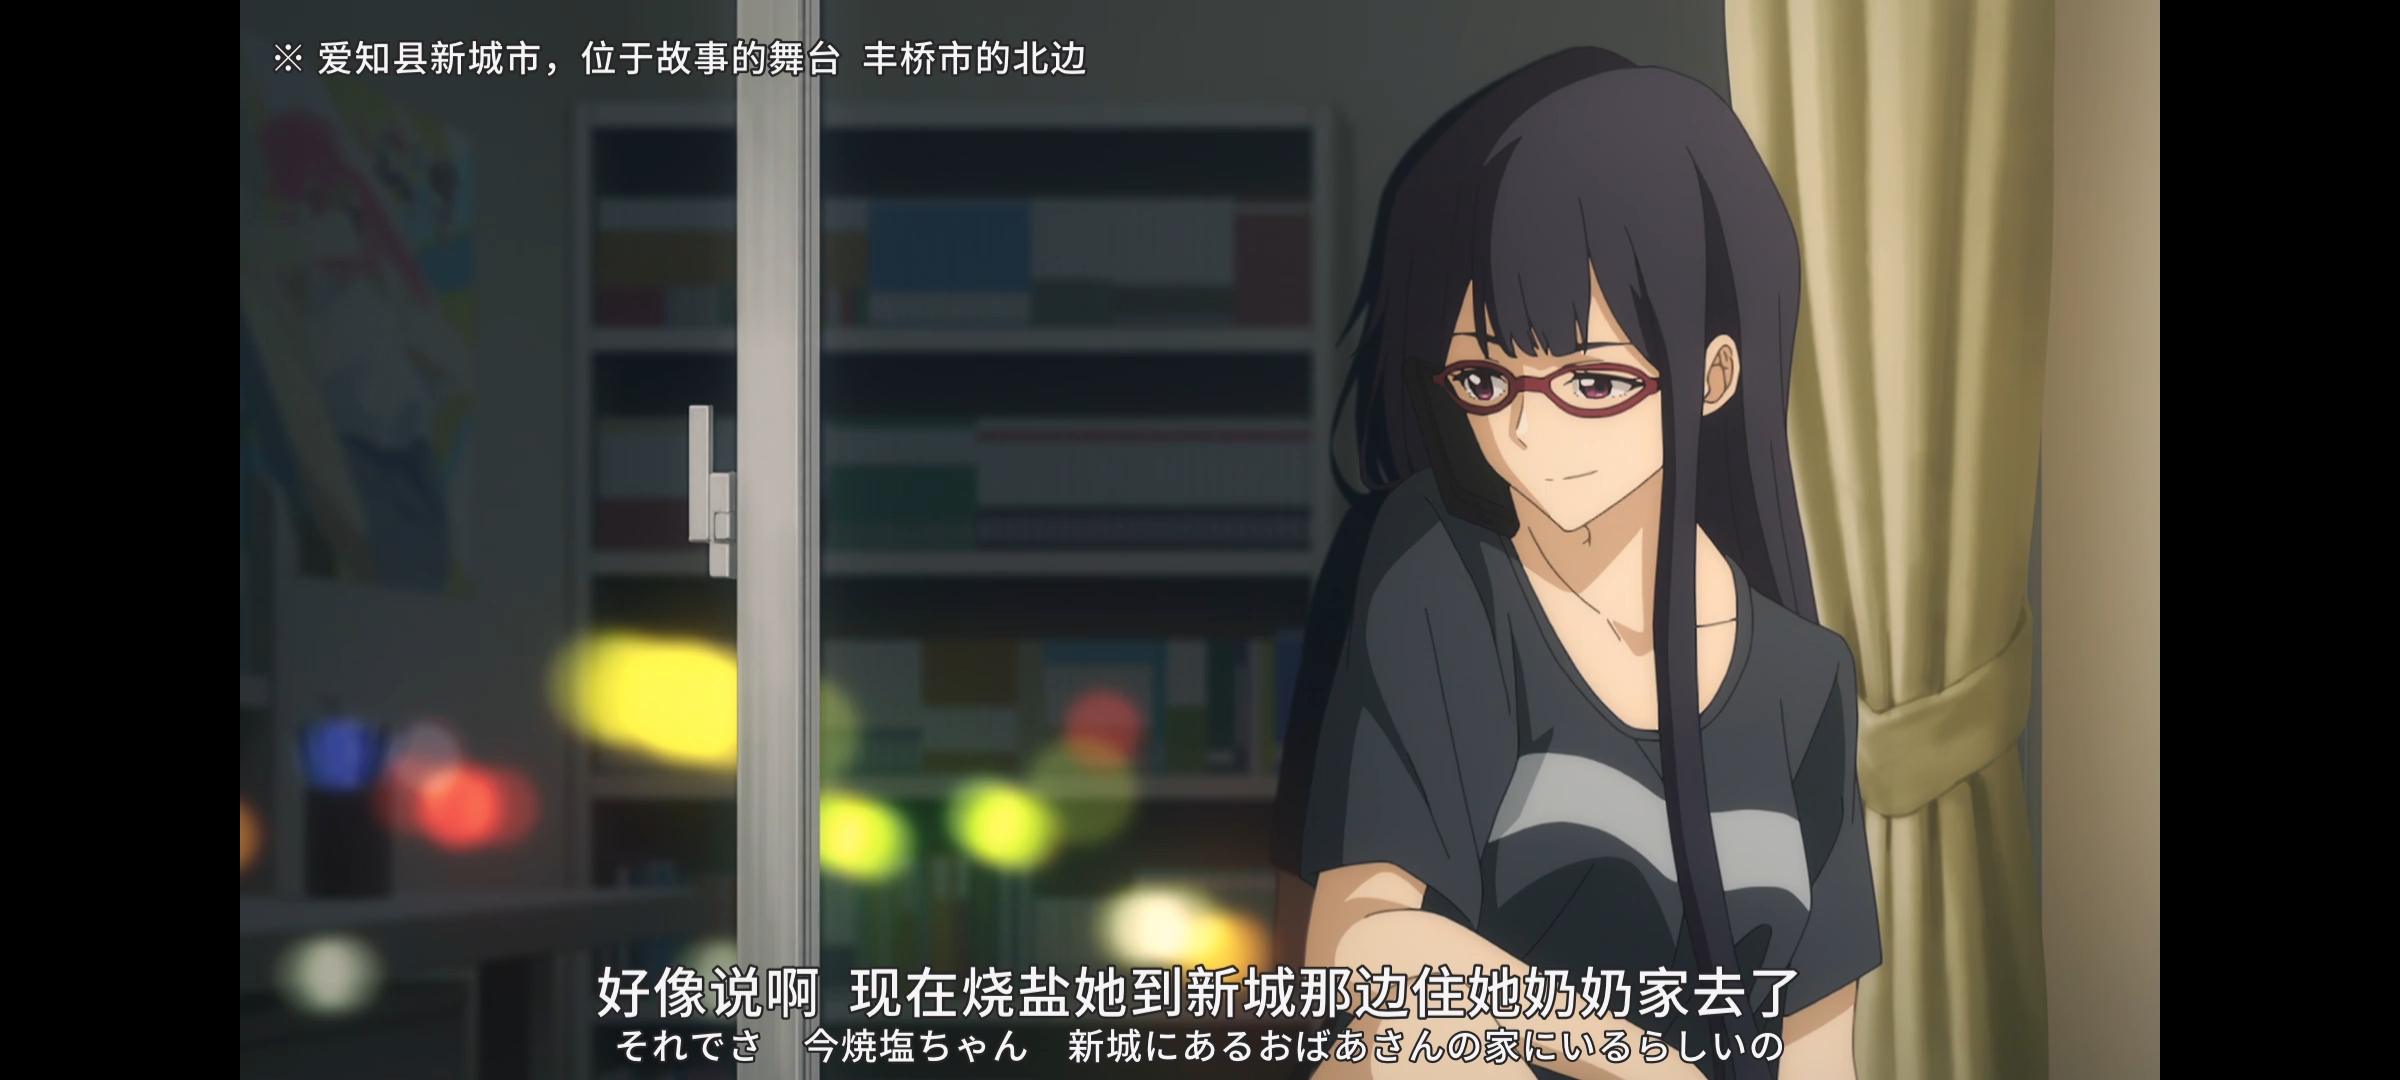 ※ 爱知县新城市，位于故事的舞台 丰桥市的北边
好像说啊 现在烧盐她到新城那边住她奶奶家去了
それでさ　今焼塩ちゃん　新城にあるおばあさんの家にいるらしいの